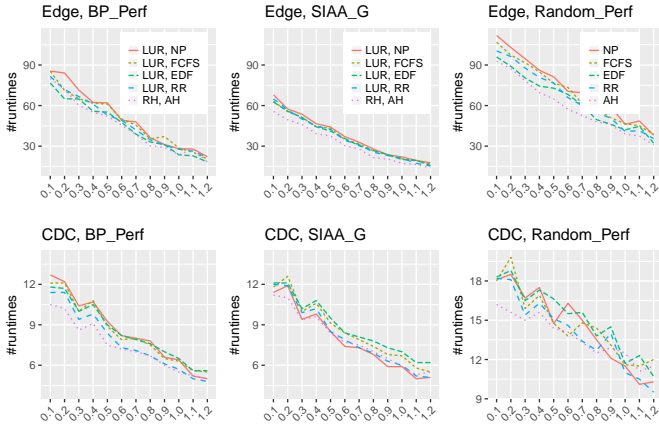 Edge, BP_Perf
Edge, SIAA_G
Edge, Random_Perf
#runtimes
90
60
30
LUR, NP
LUR, FCFS
LUR, EDF
LUR, RR
RH, AH
0.1 0.2 0.3 0.4 0.5 0.6 0.7 0.8 0.9 1.0 1.1 1.2
#runtimes
90
60
30
LUR, NP
LUR, FCFS
LUR, EDF
LUR, RR
RH, AH
0.1 0.2 0.3 0.4 0.5 0.6 0.7 0.8 0.9 1.0 1.1 1.2
#runtimes
90
60
30
NP
FCFS
EDF
RR
AH
0.1 0.2 0.3 0.4 0.5 0.6 0.7 0.8 0.9 1.0 1.1 1.2
CDC, BP_Perf
CDC, SIAA_G
CDC, Random_Perf
#runtimes
12
9
6
0.1 0.2 0.3 0.4 0.5 0.6 0.7 0.8 0.9 1.0 1.1 1.2
#runtimes
12
9
6
0.1 0.2 0.3 0.4 0.5 0.6 0.7 0.8 0.9 1.0 1.1 1.2
#runtimes
18
15
12
9
0.1 0.2 0.3 0.4 0.5 0.6 0.7 0.8 0.9 1.0 1.1 1.2